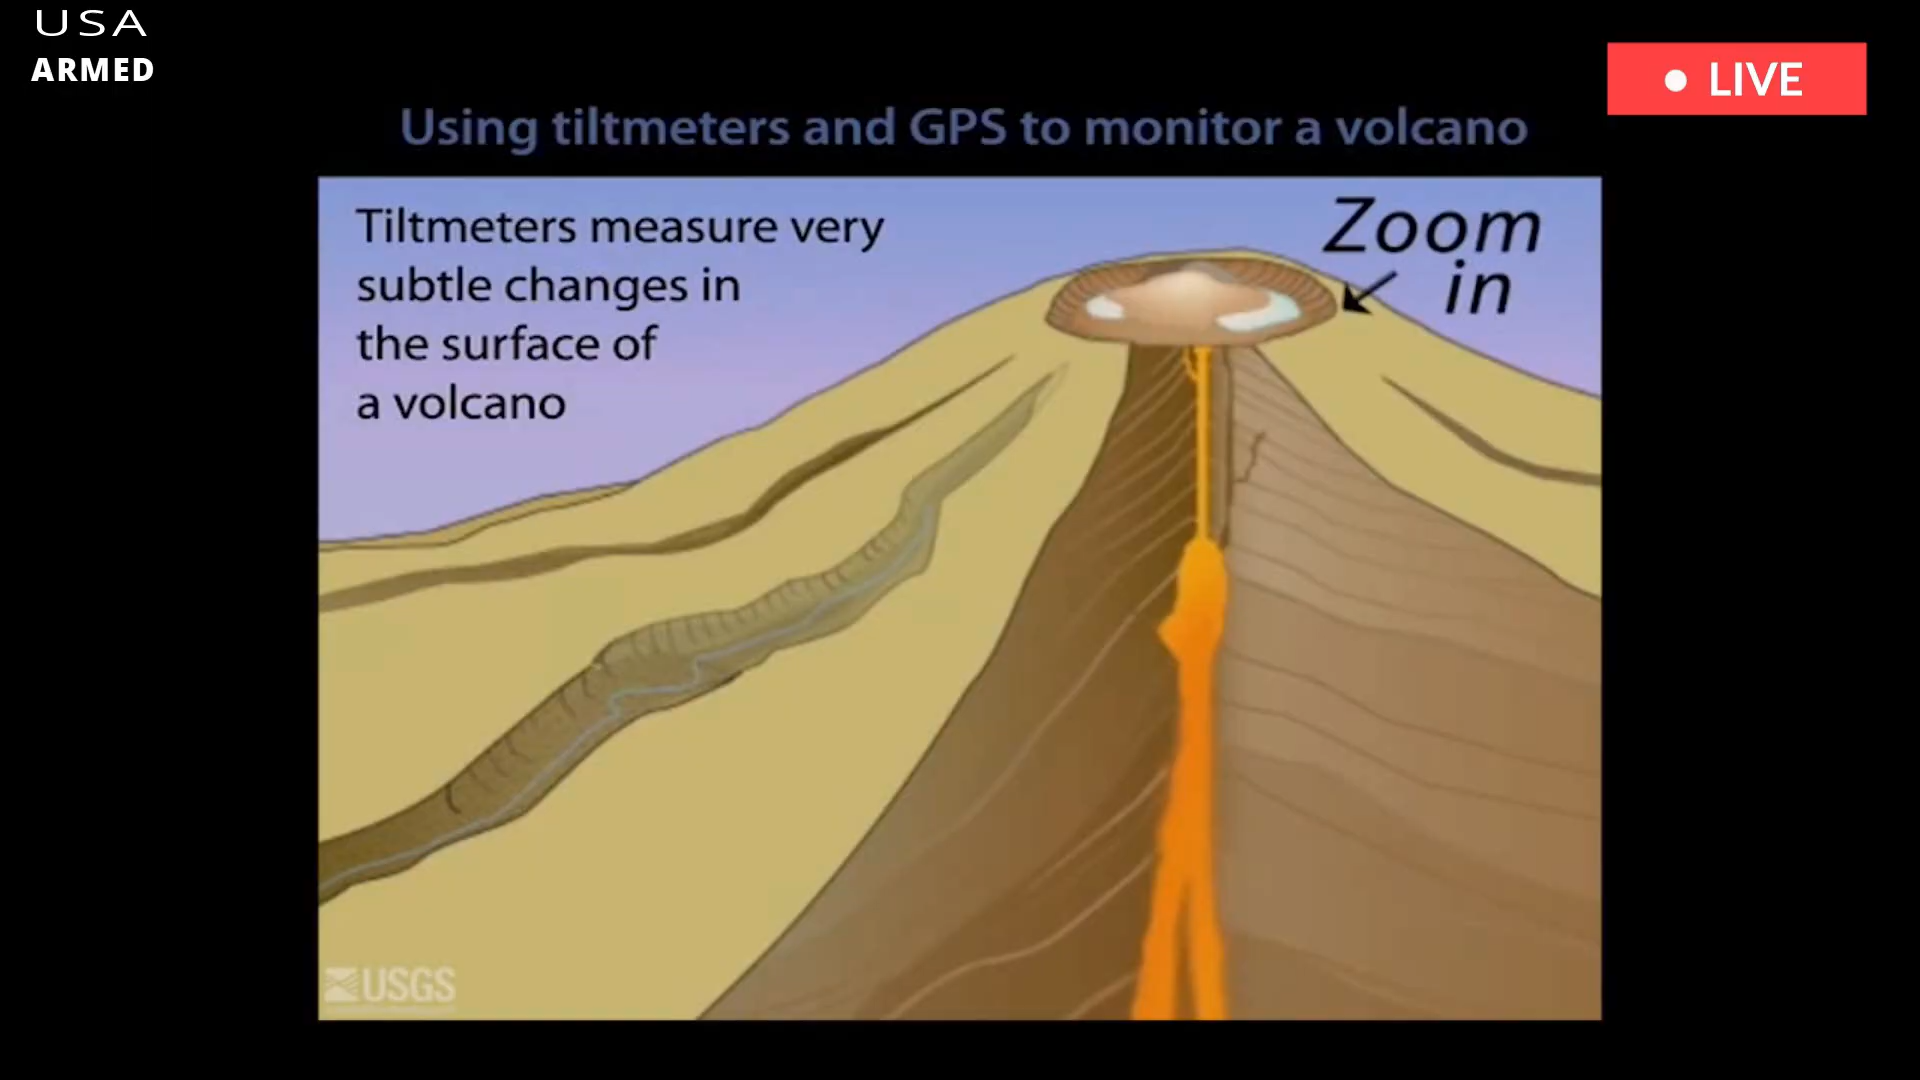 USA
ARMED
LIVE
Using tiltmeters and GPS to monitor a volcano
Tiltmeters measure very
subtle changes in
the surface of
a volcano
Zoom
in
USGS